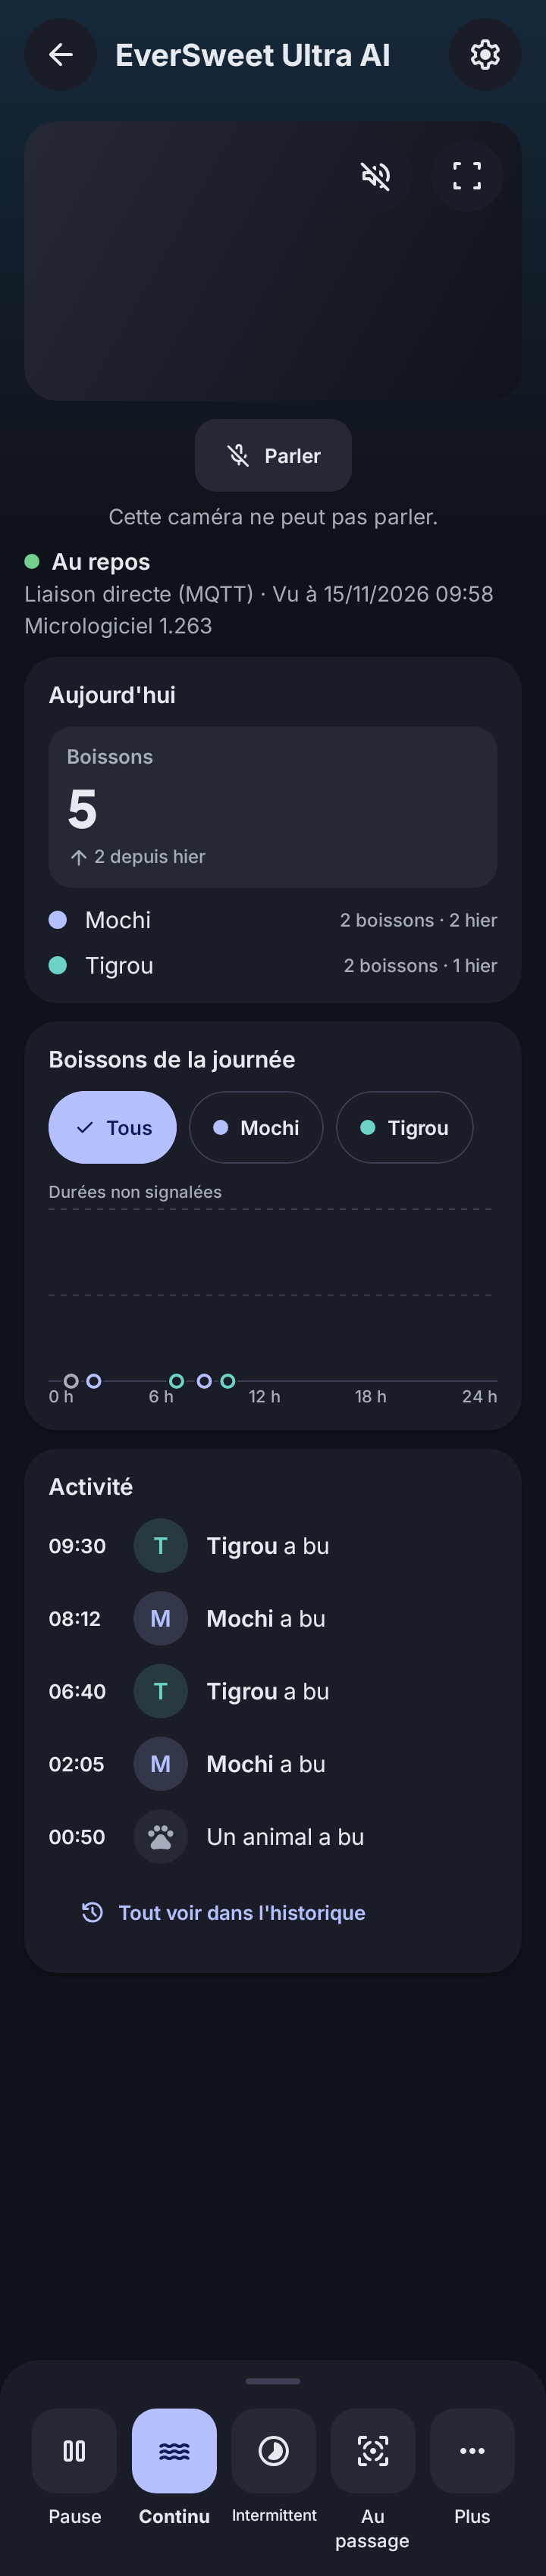 EverSweet Ultra AI
Parler
Cette caméra ne peut pas parler.
Au repos
Liaison directe (MQTT) · Vu à 15/11/2026 09:58
Micrologiciel 1.263
Aujourd'hui
Boissons
5
↑ 2 depuis hier
Mochi 2 boissons · 2 hier
Tigrou 2 boissons · 1 hier
Boissons de la journée
Tous Mochi Tigrou
Durées non signalées
0 h 6 h 12 h 18 h 24 h
Activité
09:30 T Tigrou a bu
08:12 M Mochi a bu
06:40 T Tigrou a bu
02:05 M Mochi a bu
00:50 Un animal a bu
Tout voir dans l'historique
Pause Continu Intermittent Au passage Plus